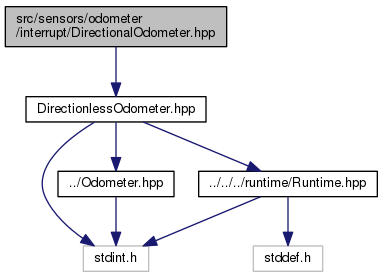 src/sensors/odometer
/interrupt/DirectionalOdometer.hpp
DirectionlessOdometer.hpp
../Odometer.hpp
../../../runtime/Runtime.hpp
stdint.h
stddef.h